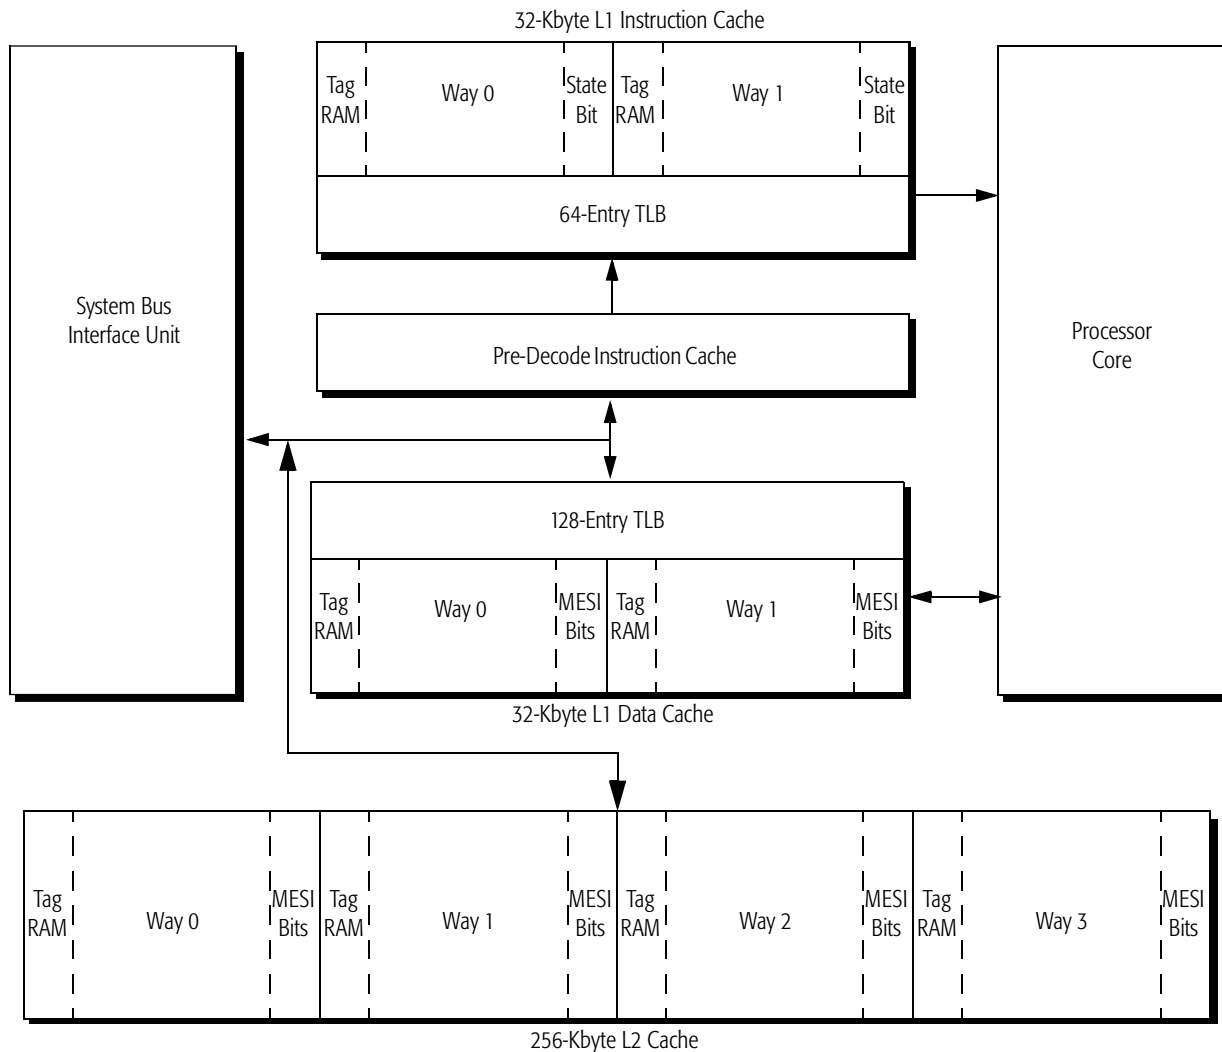 32-Kbyte L1 Instruction Cache
Tag
RAM
Way 0
State
Bit
Tag
RAM
Way 1
State
Bit
64-Entry TLB
System Bus
Interface Unit
Pre-Decode Instruction Cache
Processor
Core
128-Entry TLB
Tag
RAM
Way 0
MESI
Bits
Tag
RAM
Way 1
MESI
Bits
32-Kbyte L1 Data Cache
Tag
RAM
Way 0
MESI
Bits
Tag
RAM
Way 1
MESI
Bits
Tag
RAM
Way 2
MESI
Bits
Tag
RAM
Way 3
MESI
Bits
256-Kbyte L2 Cache